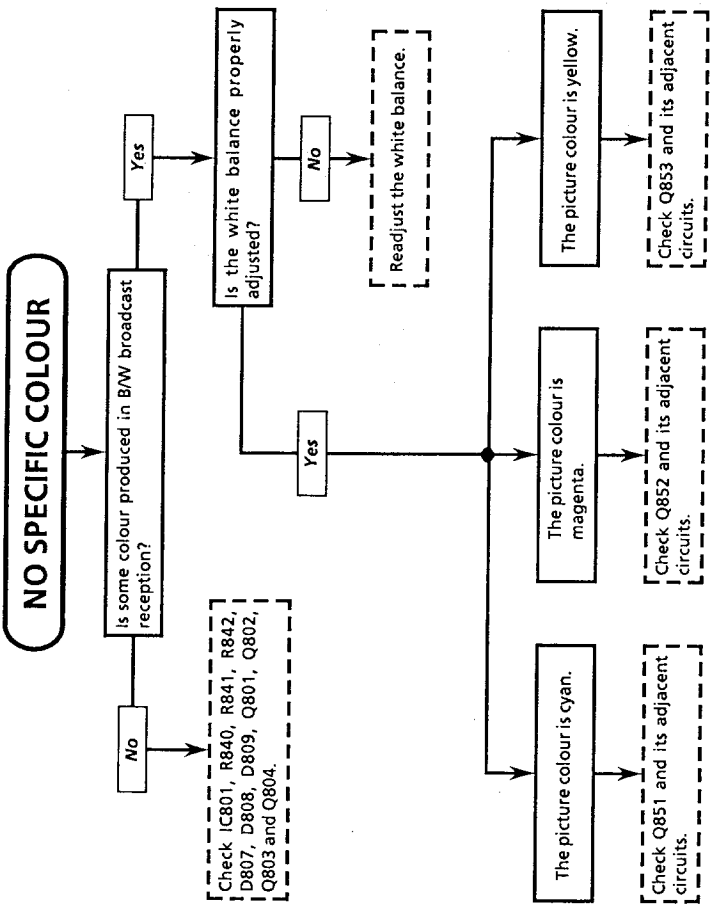 NO SPECIFIC COLOUR
Is some colour produced in B/W broadcast
reception?
No
Yes
Check IC801, R840, R841, R842,
D807, D808, D809, Q801, Q802,
Q803 and Q804.
Is the white balance properly
adjusted?
Yes
No
Readjust the white balance.
The picture colour is cyan.
The picture colour is
magenta.
The picture colour is yellow.
Check Q851 and its adjacent
circuits.
Check Q852 and its adjacent
circuits.
Check Q853 and its adjacent
circuits.